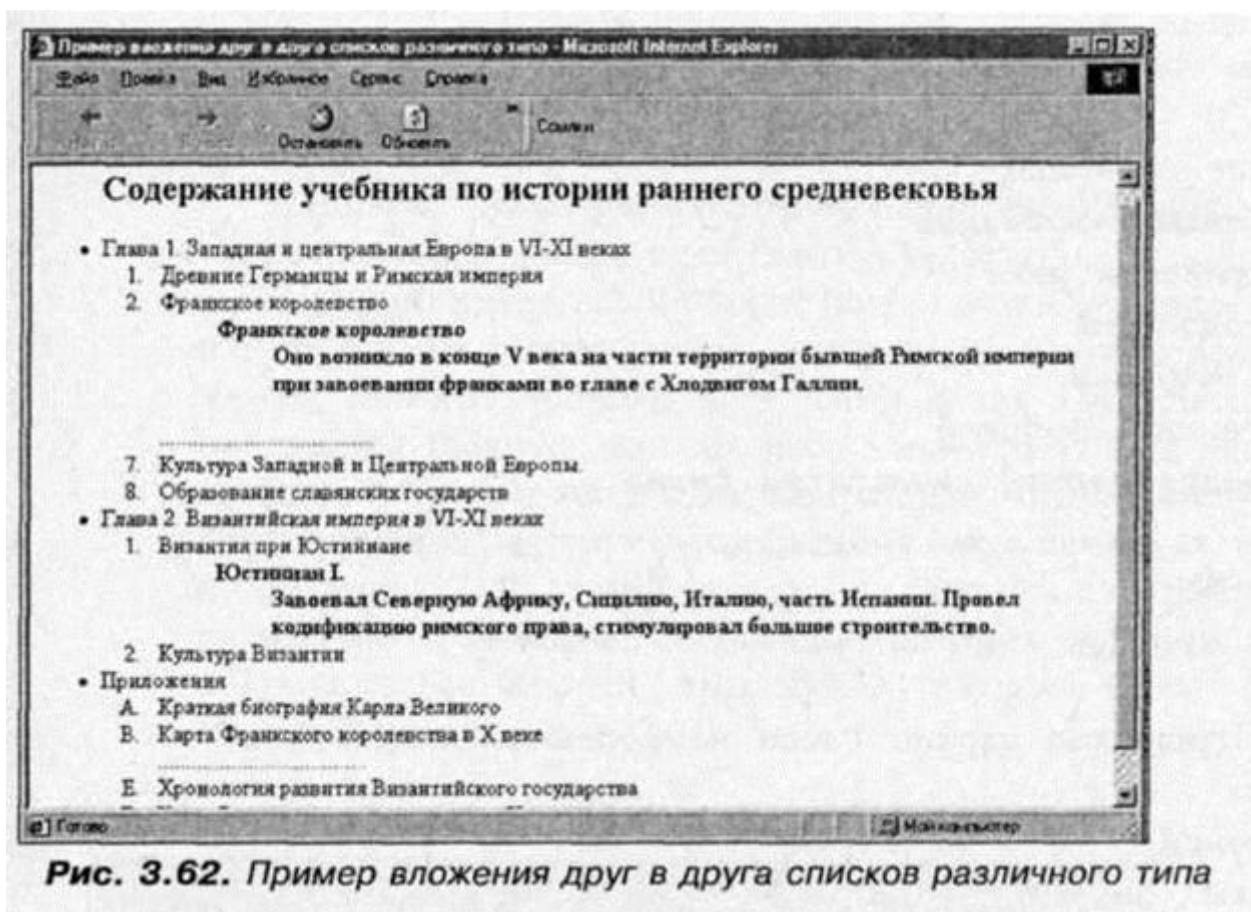 Пример вложения друг в друга списков различного типа - Microsoft Internet Explorer
Файл Правка Вид Избранное Сервис Справка
Остановить Обновить Ссылки
Содержание учебника по истории раннего средневековья
• Глава 1. Западная и центральная Европа в VI-XI веках
1. Древние Германцы и Римская империя
2. Франкское королевство
Франкское королевство
Оно возникло в конце V века на части территории бывшей Римской империи
при завоевании франками во главе с Хлодвигом Галлии.
7. Культура Западной и Центральной Европы.
8. Образование славянских государств
• Глава 2. Византийская империя в VI-XI веках
1. Византия при Юстиниане
Юстиниан I.
Завоевал Северную Африку, Сицилию, Италию, часть Испании. Провел
кодификацию римского права, стимулировал большое строительство.
2. Культура Византии
• Приложения
A. Краткая биография Карла Великого
B. Карта Франкского королевства в X веке
E. Хронология развития Византийского государства
Готово Мой компьютер
Рис. 3.62. Пример вложения друг в друга списков различного типа